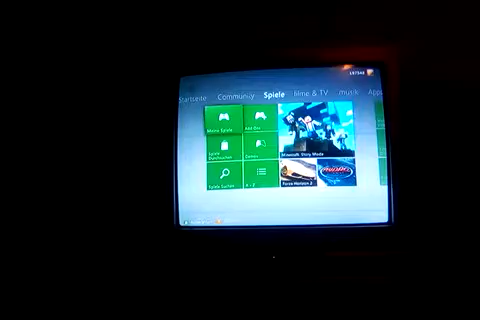 Startseite Community Spiele filme & TV musik Apps
Meine Spiele
Add-Ons
Minecraft: Story Mode
Spiele
Durchsuchen
Demos
Spiele Suchen
A - Z
Forza Horizon 2